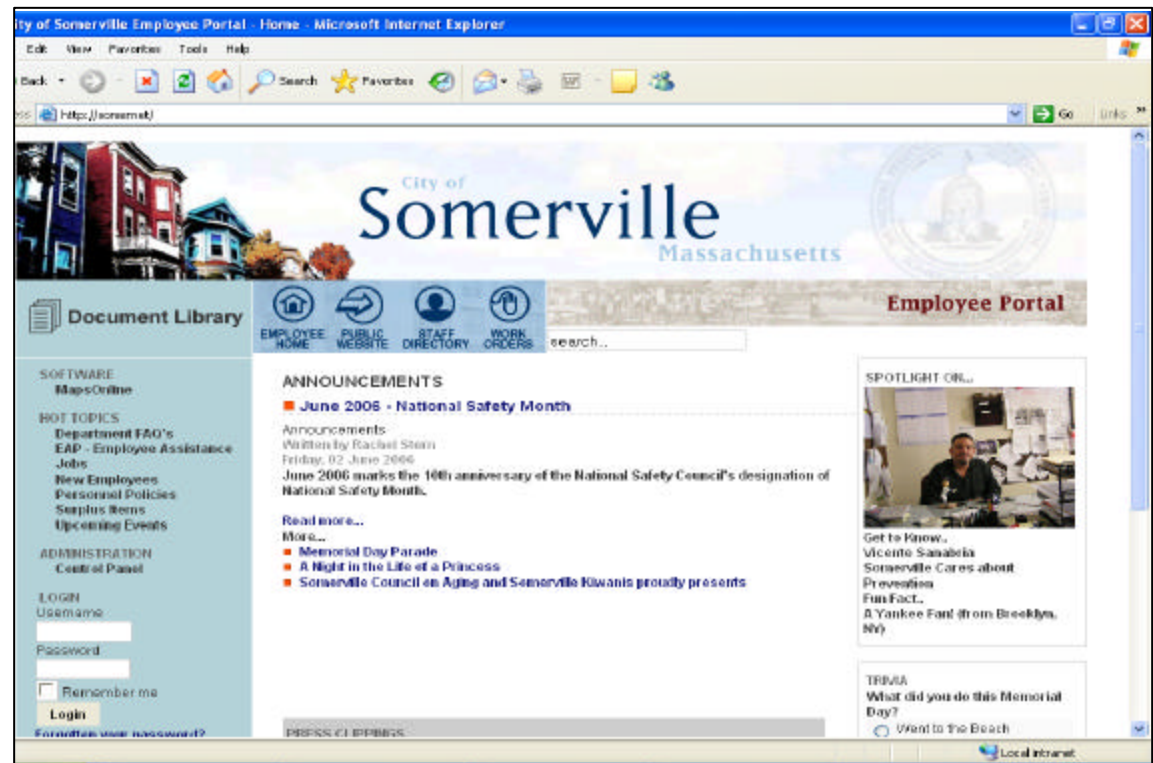 ity of Somerville Employee Portal - Home - Microsoft Internet Explorer
Edit View Favorites Tools Help
Back Search Favorites
ess http://somernet/ Go Links »
City of
Somerville
Massachusetts
Document Library
EMPLOYEE HOME
PUBLIC WEBSITE
STAFF DIRECTORY
WORK ORDERS
search..
Employee Portal
SOFTWARE
MapsOnline
HOT TOPICS
Department FAQ's
EAP - Employee Assistance
Jobs
New Employees
Personnel Policies
Surplus Items
Upcoming Events
ADMINISTRATION
Control Panel
LOGIN
Username
Password
Remember me
Login
Forgotten your password?
ANNOUNCEMENTS
June 2006 - National Safety Month
Announcements
Written by Rachel Stern
Friday, 02 June 2006
June 2006 marks the 10th anniversary of the National Safety Council's designation of
National Safety Month.
Read more...
More...
Memorial Day Parade
A Night in the Life of a Princess
Somerville Council on Aging and Somerville Kiwanis proudly presents
PRESS CLIPPINGS
SPOTLIGHT ON...
Get to Know..
Vicente Sanabria
Somerville Cares about
Prevention
Fun Fact..
A Yankee Fan! (from Brooklyn,
NY)
TRIVIA
What did you do this Memorial
Day?
Went to the Beach
Local intranet